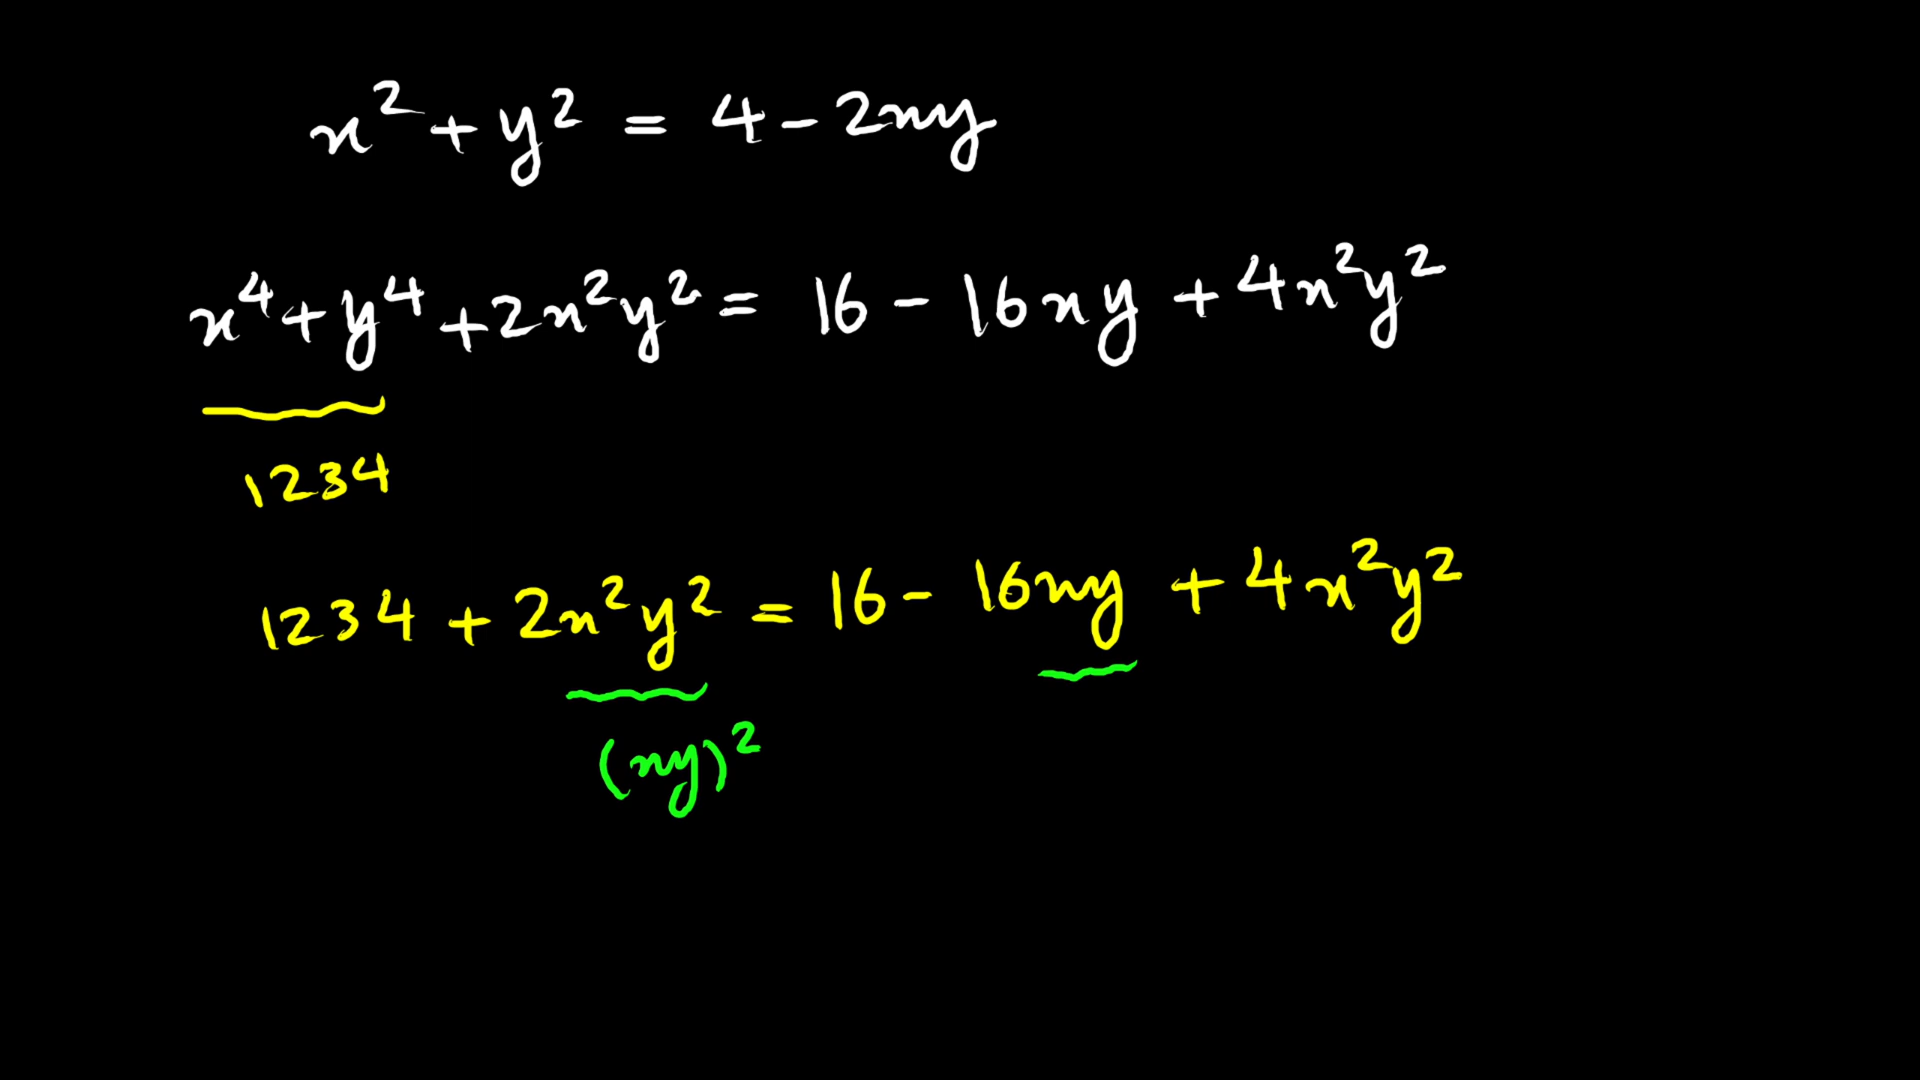 x² + y² = 4 - 2xy
x⁴ + y⁴ + 2x²y² = 16 - 16xy + 4x²y²
1234
1234 + 2x²y² = 16 - 16xy + 4x²y²
(xy)²